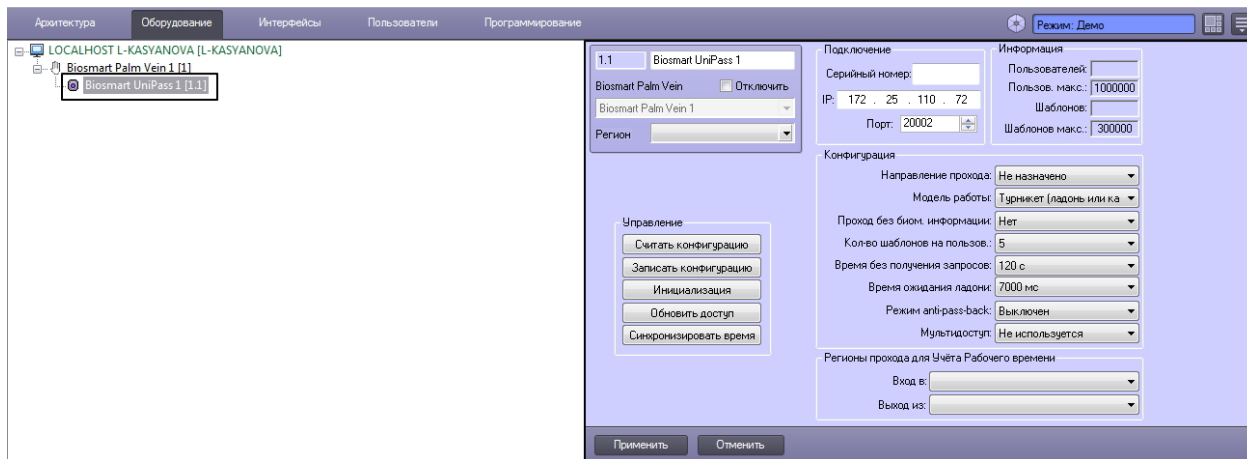 Архитектура Оборудование Интерфейсы Пользователи Программирование Режим: Демо
LOCALHOST L-KASYANOVA [L-KASYANOVA]
Biosmart Palm Vein 1 [1]
Biosmart UniPass 1 [1.1]
1.1 Biosmart UniPass 1
Biosmart Palm Vein Отключить
Biosmart Palm Vein 1
Регион
Подключение
Серийный номер:
IP: 172 . 25 . 110 . 72
Порт: 20002
Информация
Пользователей:
Пользов. макс.: 1000000
Шаблонов:
Шаблонов макс.: 300000
Управление
Считать конфигурацию
Записать конфигурацию
Инициализация
Обновить доступ
Синхронизировать время
Конфигурация
Направление прохода: Не назначено
Модель работы: Турникет (ладонь или ка
Проход без биом. информации: Нет
Кол-во шаблонов на пользов.: 5
Время без получения запросов: 120 с
Время ожидания ладони: 7000 мс
Режим anti-pass-back: Выключен
Мультидоступ: Не используется
Регионы прохода для Учёта Рабочего времени
Вход в:
Выход из:
Применить Отменить